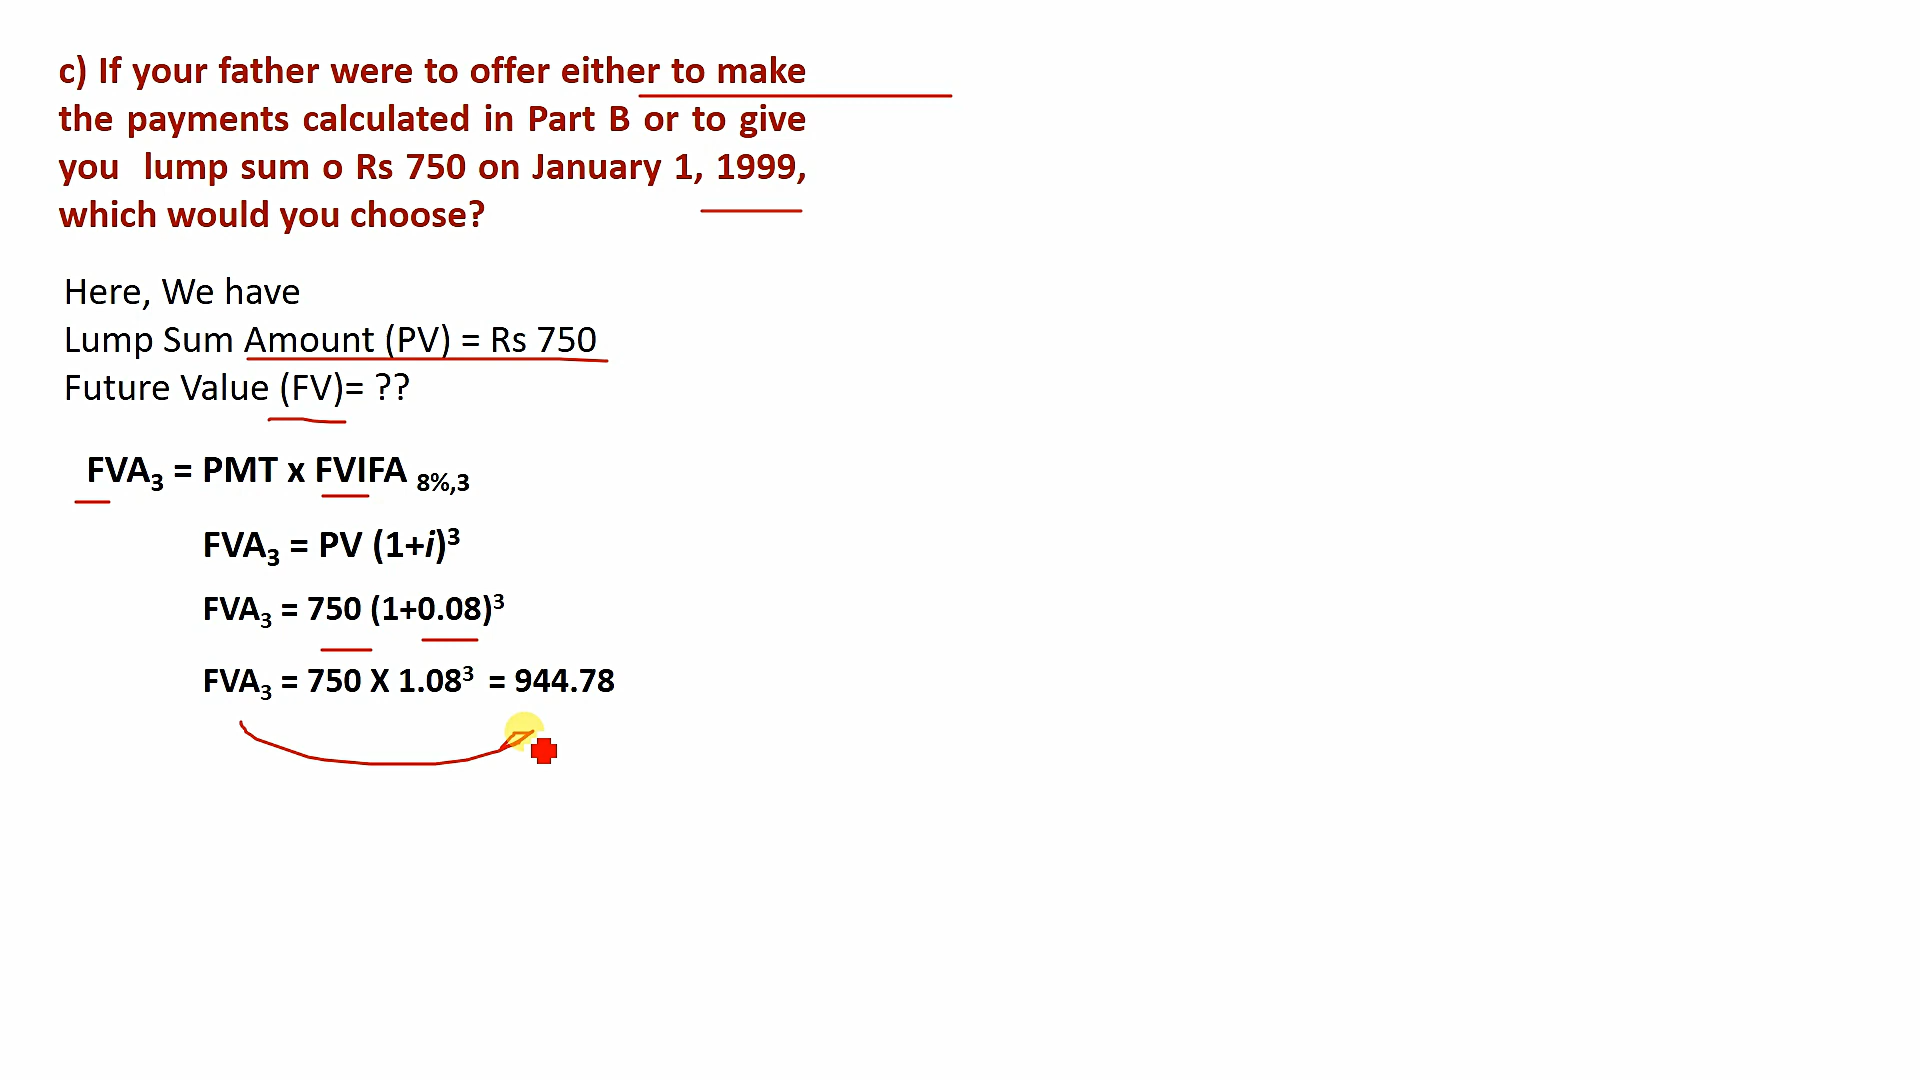 c) If your father were to offer either to make
the payments calculated in Part B or to give
you lump sum o Rs 750 on January 1, 1999,
which would you choose?
Here, We have
Lump Sum Amount (PV) = Rs 750
Future Value (FV)= ??
FVA₃ = PMT x FVIFA ₈%,₃
FVA₃ = PV (1+i)³
FVA₃ = 750 (1+0.08)³
FVA₃ = 750 X 1.08³ = 944.78